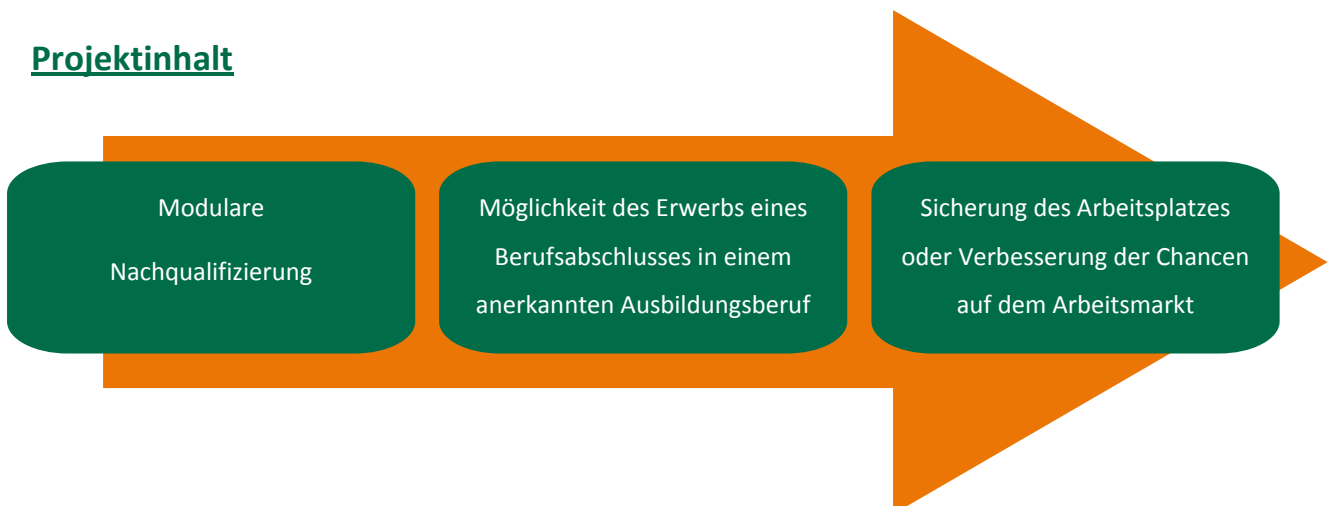 Projektinhalt
Modulare
Nachqualifizierung
Möglichkeit des Erwerbs eines
Berufsabschlusses in einem
anerkannten Ausbildungsberuf
Sicherung des Arbeitsplatzes
oder Verbesserung der Chancen
auf dem Arbeitsmarkt